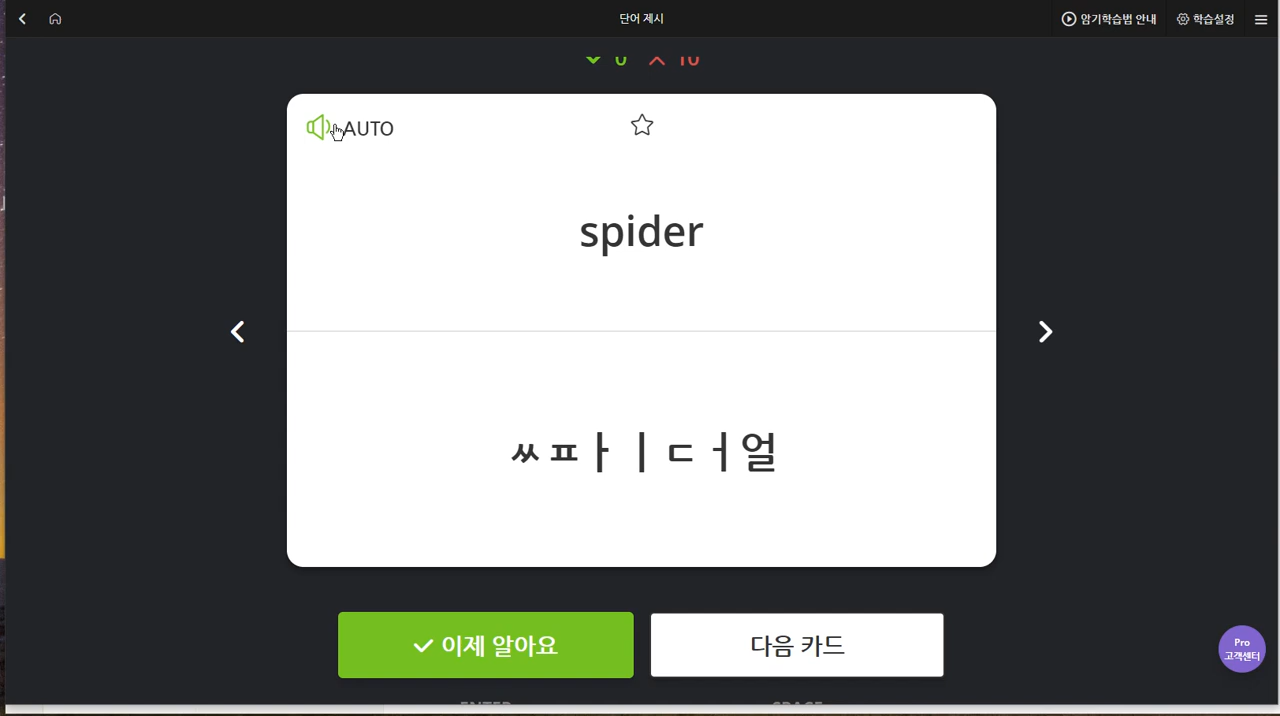 단어 제시
암기학습법 안내
학습설정
AUTO
spider
ㅆㅍㅏㅣㄷㅓ얼
이제 알아요
다음 카드
Pro
고객센터